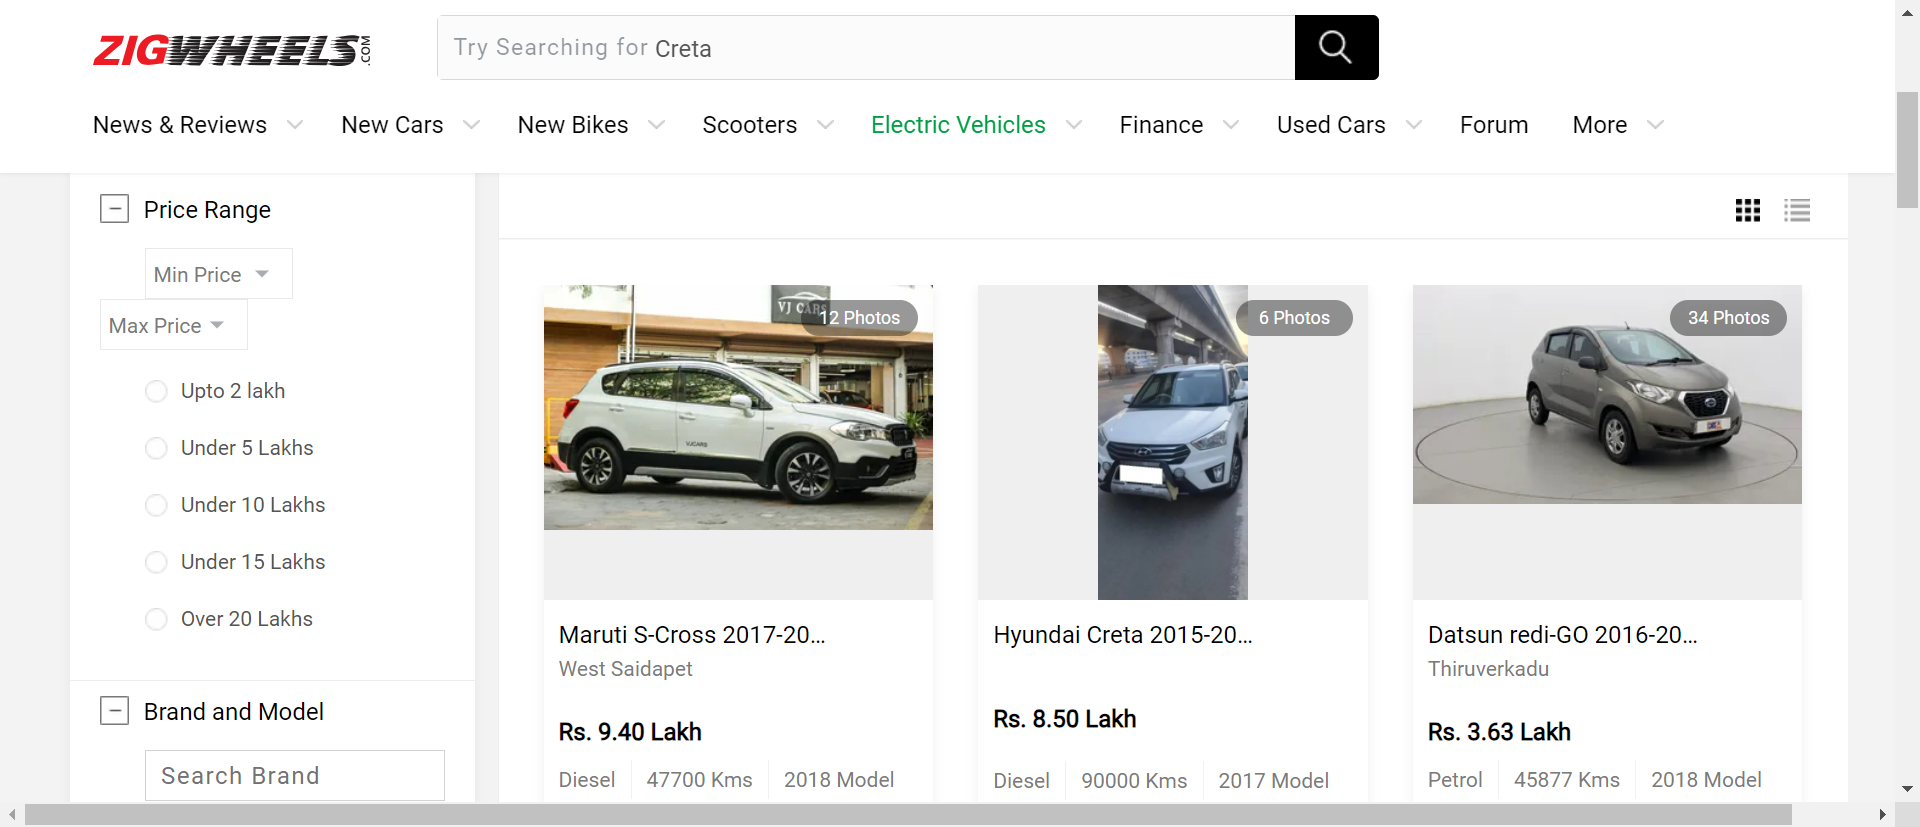 ZIGWHEELS.COM
Try Searching for Creta
News & Reviews
New Cars
New Bikes
Scooters
Electric Vehicles
Finance
Used Cars
Forum
More
Price Range
Min Price
Max Price
Upto 2 lakh
Under 5 Lakhs
Under 10 Lakhs
Under 15 Lakhs
Over 20 Lakhs
Brand and Model
Search Brand
VJ CARS
12 Photos
VJCARS
Maruti S-Cross 2017-20...
West Saidapet
Rs. 9.40 Lakh
Diesel
47700 Kms
2018 Model
6 Photos
Hyundai Creta 2015-20...
Rs. 8.50 Lakh
Diesel
90000 Kms
2017 Model
34 Photos
Datsun redi-GO 2016-20...
Thiruverkadu
Rs. 3.63 Lakh
Petrol
45877 Kms
2018 Model